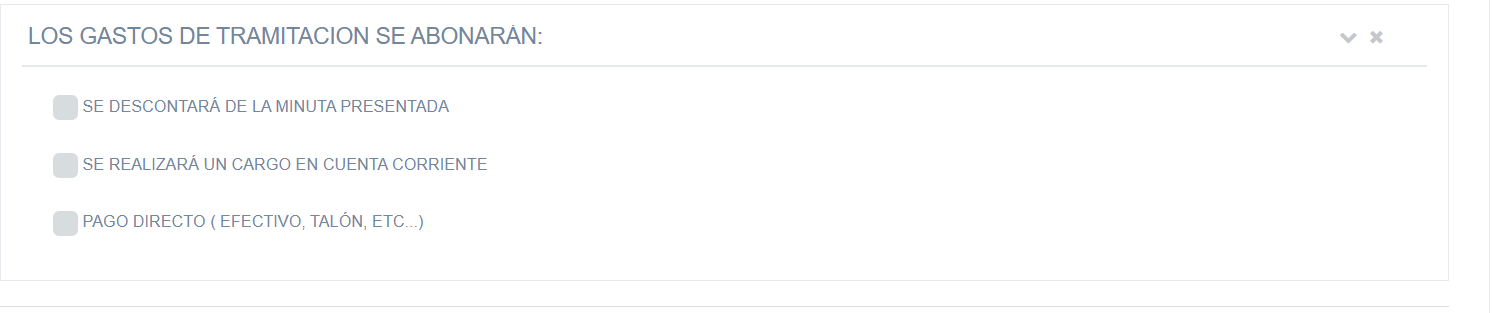 LOS GASTOS DE TRAMITACION SE ABONARÁN:
SE DESCONTARÁ DE LA MINUTA PRESENTADA
SE REALIZARÁ UN CARGO EN CUENTA CORRIENTE
PAGO DIRECTO ( EFECTIVO, TALÓN, ETC...)